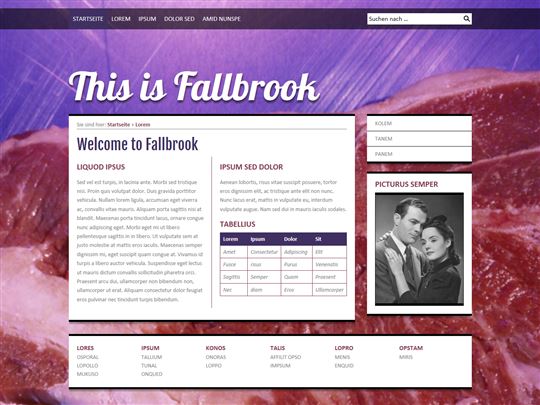 STARTSEITE LOREM IPSUM DOLOR SED AMID NUNSPE
Suchen nach ...
This is Fallbrook
Sie sind hier: Startseite » Lorem
Welcome to Fallbrook
LIQUOD IPSUS
Sed vel est turpis, in lacinia ante. Morbi sed tristique
nisi. Proin quis volutpat dolor. Duis gravida porttitor
vehicula. Nullam lorem ligula, accumsan eget viverra
ac, convallis vitae mauris. Aliquam porta sagittis nisi at
blandit. Maecenas porta tincidunt lacus, ornare congue
nunc adipiscing eget. Morbi eget mi ut libero
pellentesque sagittis in in libero. Ut vulputate sem at
justo molestie at mattis eros iaculis. Maecenas semper
dignissim mi, eget suscipit quam congue at. Vivamus id
turpis a libero auctor vehicula. Suspendisse eget lectus
ut mauris dictum convallis sollicitudin pharetra orci.
Praesent arcu dui, ullamcorper non bibendum non,
ullamcorper ut erat. Aliquam consectetur dolor feugiat
eros pulvinar nec tincidunt turpis bibendum.
IPSUM SED DOLOR
Aenean lobortis, risus vitae suscipit posuere, tortor
eros dignissim elit, ac tristique ante elit non nunc.
Nunc lacus erat, mattis in vulputate eu, interdum
vulputate augue. Nam sed dui in mauris iaculis sodales.
TABELLIUS
Lorem Ipsum Dolor Sit
Amet Consectetur Adipiscing Elit
Fusce risus Purus Venenatis
Sagittis Semper Quam Praesent
Nec diam Eros Ullamcorper
KOLEM
TANEM
PANEM
PICTURUS SEMPER
LORES IPSUM KONOS TALIS LOPRO OPSTAM
OSPORAL TALLIUM ONORAS AFFILIT OPSO MENIS MIRIS
LOPOLLO TUNAL LOPPO IMPSUM ENQUID
MUKUSO ONQUED